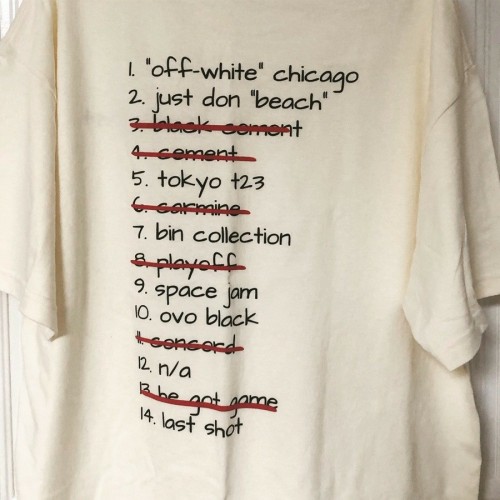 1. "off-white" chicago
2. just don "beach"
3. black cement
4. cement
5. tokyo t23
6. carmine
7. bin collection
8. playoff
9. space jam
10. ovo black
11. concord
12. n/a
13 he got game
14. last shot